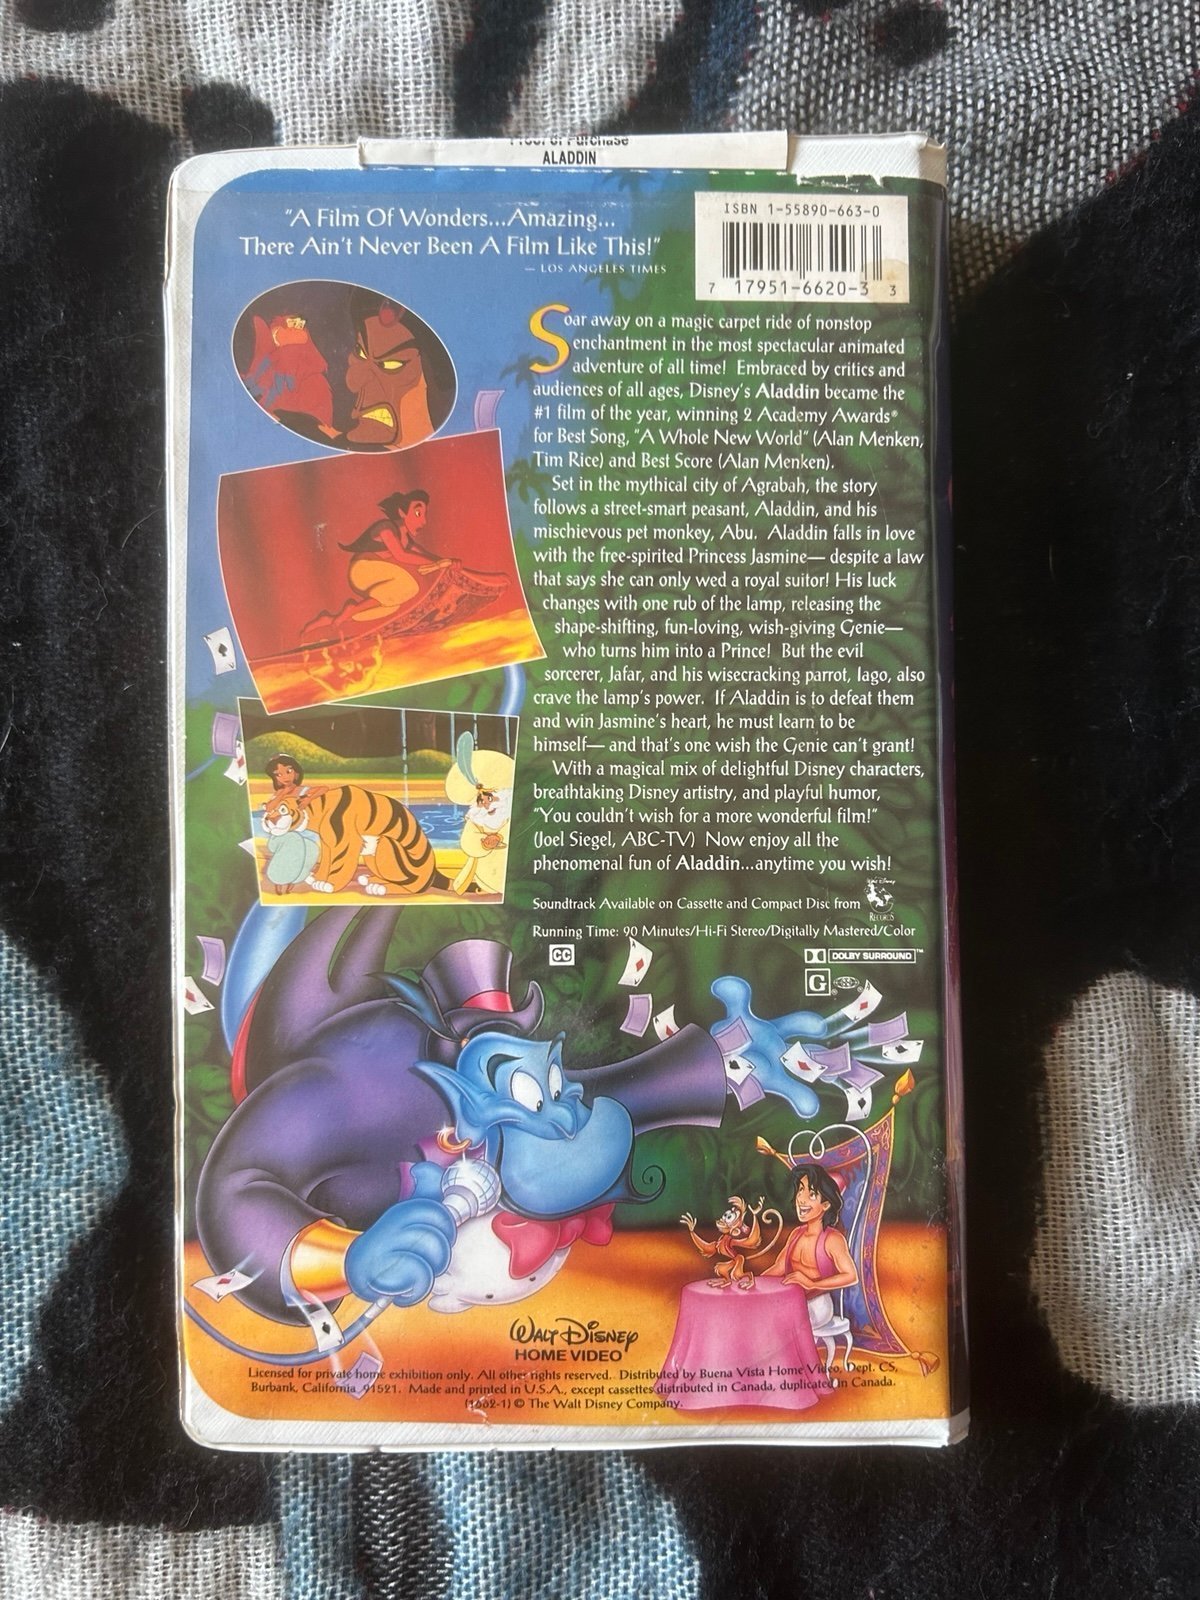 Proof of Purchase
ALADDIN
"A Film Of Wonders...Amazing...
There Ain't Never Been A Film Like This!"
— LOS ANGELES TIMES
ISBN 1-55890-663-0
7 17951-6620-3 3
Soar away on a magic carpet ride of nonstop
enchantment in the most spectacular animated
adventure of all time! Embraced by critics and
audiences of all ages, Disney's Aladdin became the
#1 film of the year, winning 2 Academy Awards®
for Best Song, "A Whole New World" (Alan Menken,
Tim Rice) and Best Score (Alan Menken).
Set in the mythical city of Agrabah, the story
follows a street-smart peasant, Aladdin, and his
mischievous pet monkey, Abu. Aladdin falls in love
with the free-spirited Princess Jasmine— despite a law
that says she can only wed a royal suitor! His luck
changes with one rub of the lamp, releasing the
shape-shifting, fun-loving, wish-giving Genie—
who turns him into a Prince! But the evil
sorcerer, Jafar, and his wisecracking parrot, Iago, also
crave the lamp's power. If Aladdin is to defeat them
and win Jasmine's heart, he must learn to be
himself— and that's one wish the Genie can't grant!
With a magical mix of delightful Disney characters,
breathtaking Disney artistry, and playful humor,
"You couldn't wish for a more wonderful film!"
(Joel Siegel, ABC-TV) Now enjoy all the
phenomenal fun of Aladdin...anytime you wish!
Soundtrack Available on Cassette and Compact Disc from
Walt Disney
RECORDS
Running Time: 90 Minutes/Hi-Fi Stereo/Digitally Mastered/Color
CC
DOLBY SURROUND™
G
WALT DISNEY
HOME VIDEO
Licensed for private home exhibition only. All other rights reserved. Distributed by Buena Vista Home Video, Dept. CS,
Burbank, California 91521. Made and printed in U.S.A., except cassettes distributed in Canada, duplicated in Canada.
(1662-1) © The Walt Disney Company.